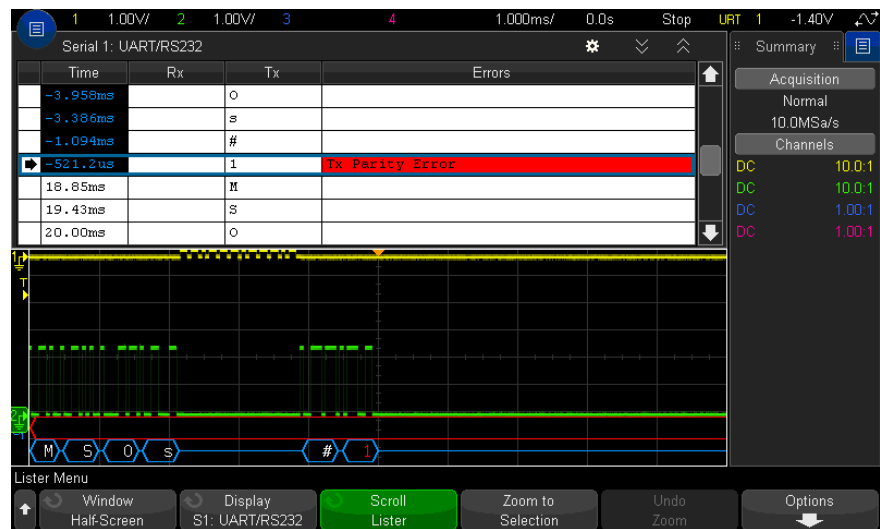 1 1.00V/ 2 1.00V/ 3 4 1.000ms/ 0.0s Stop URT 1 -1.40V
Serial 1: UART/RS232
Summary
Time Rx Tx Errors
Acquisition
Normal
10.0MSa/s
Channels
DC 10.0:1
DC 10.0:1
DC 1.00:1
DC 1.00:1
-3.958ms O
-3.386ms s
-1.094ms #
-521.2us 1 Tx Parity Error
18.85ms M
19.43ms S
20.00ms O
1
T
2
M S O s # 1
Lister Menu
Window
Half-Screen
Display
S1: UART/RS232
Scroll
Lister
Zoom to
Selection
Undo
Zoom
Options